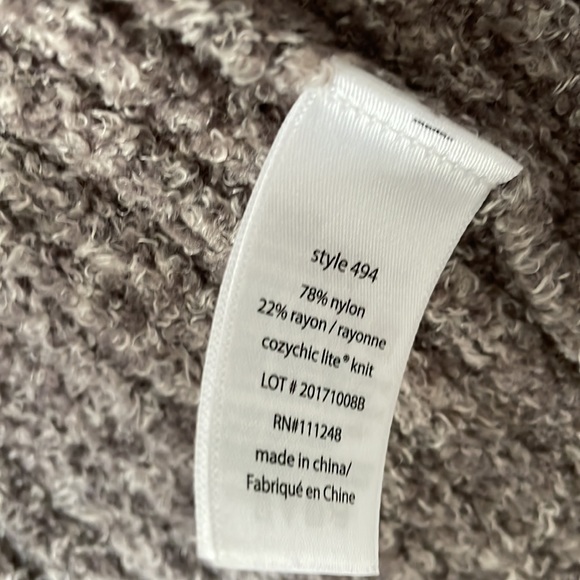 style 494
78% nylon
22% rayon / rayonne
cozychic lite® knit
LOT # 20171008B
RN#111248
made in china/
Fabriqué en Chine